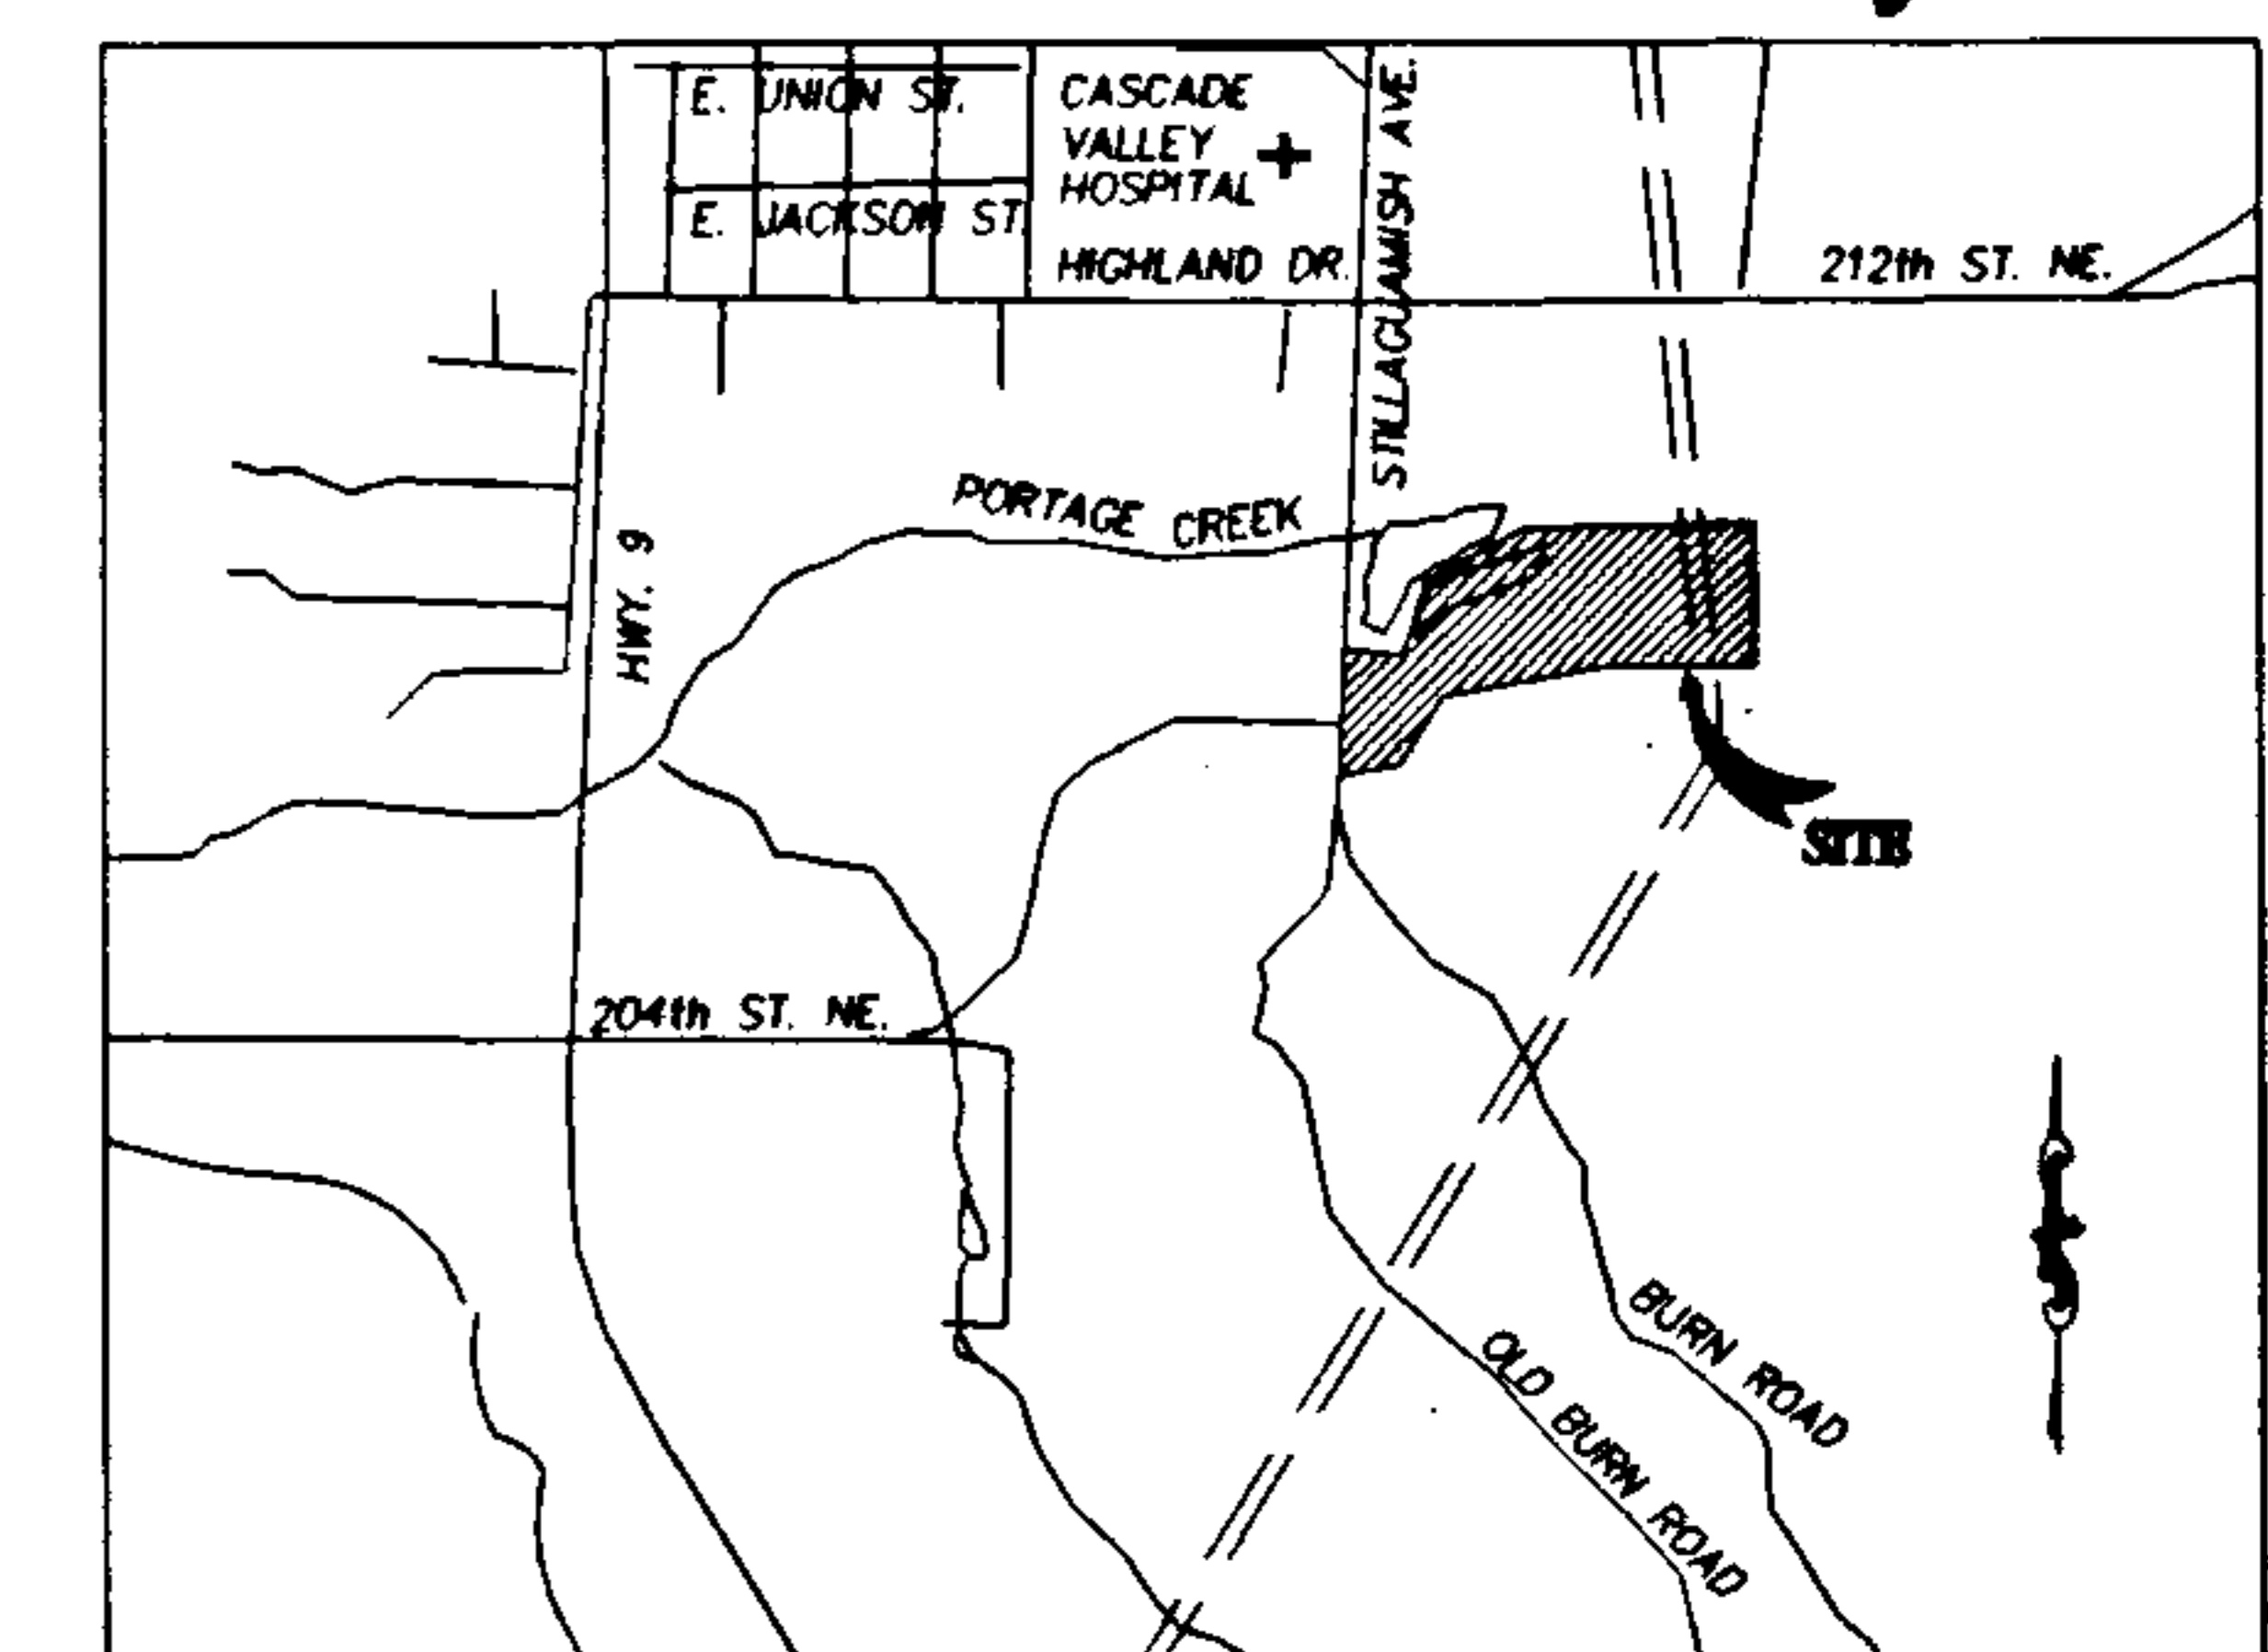 E. UNION ST.
CASCADE
VALLEY
HOSPITAL
E. JACKSON ST.
HIGHLAND DR.
STILLAGUAMISH AVE.
212th ST. NE.
PORTAGE CREEK
HWY. 9
SITE
204th ST. NE.
BURN ROAD
OLD BURN ROAD